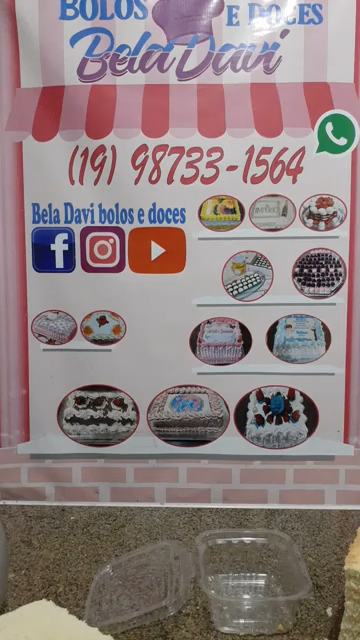 BOLOS E DOCES
Bela Davi
(19) 98733-1564
Bela Davi bolos e doces